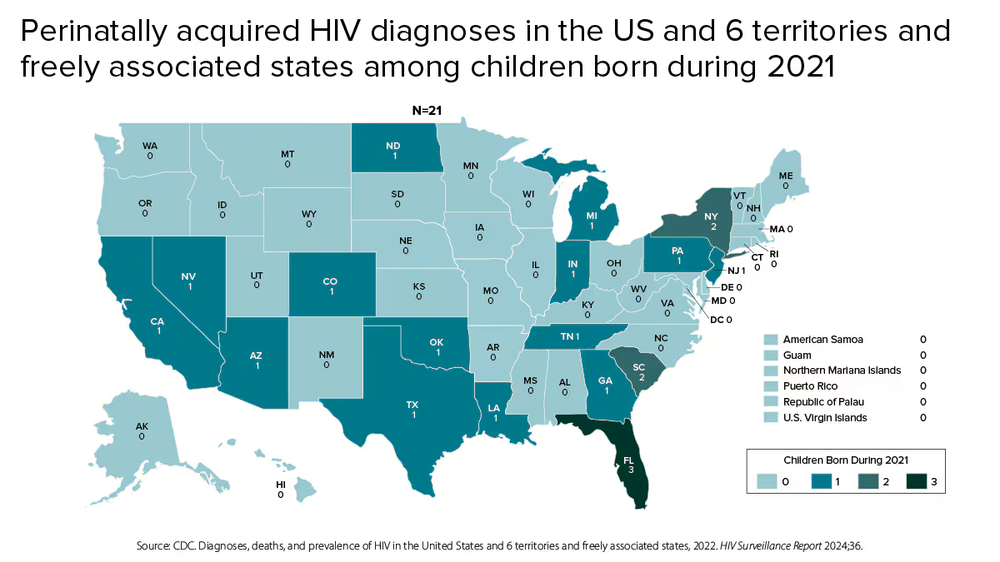 Perinatally acquired HIV diagnoses in the US and 6 territories and
freely associated states among children born during 2021
N=21
WA
0
MT
0
ND
1
MN
0
OR
0
ID
0
WY
0
SD
0
WI
0
MI
1
NY
2
VT
0
NH
0
ME
0
MA 0
RI
0
CT
0
NV
1
UT
0
CO
1
NE
0
IA
0
IL
0
IN
1
OH
0
PA
1
NJ 1
DE 0
MD 0
DC 0
CA
1
AZ
1
NM
0
KS
0
MO
0
KY
0
WV
0
VA
0
OK
1
AR
0
TN 1
NC
0
SC
2
TX
1
LA
1
MS
0
AL
0
GA
1
FL
3
AK
0
HI
0
American Samoa 0
Guam 0
Northern Mariana Islands 0
Puerto Rico 0
Republic of Palau 0
U.S. Virgin Islands 0
Children Born During 2021
0 1 2 3
Source: CDC. Diagnoses, deaths, and prevalence of HIV in the United States and 6 territories and freely associated states, 2022. HIV Surveillance Report 2024;36.